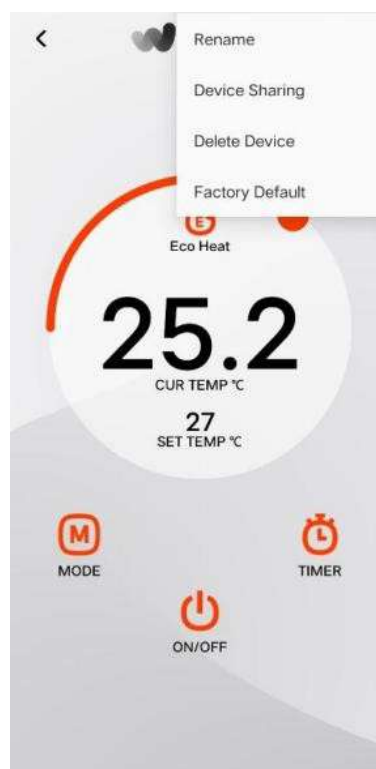 Rename
Device Sharing
Delete Device
Factory Default
E
Eco Heat
25.2
CUR TEMP °C
27
SET TEMP °C
M
MODE
TIMER
ON/OFF